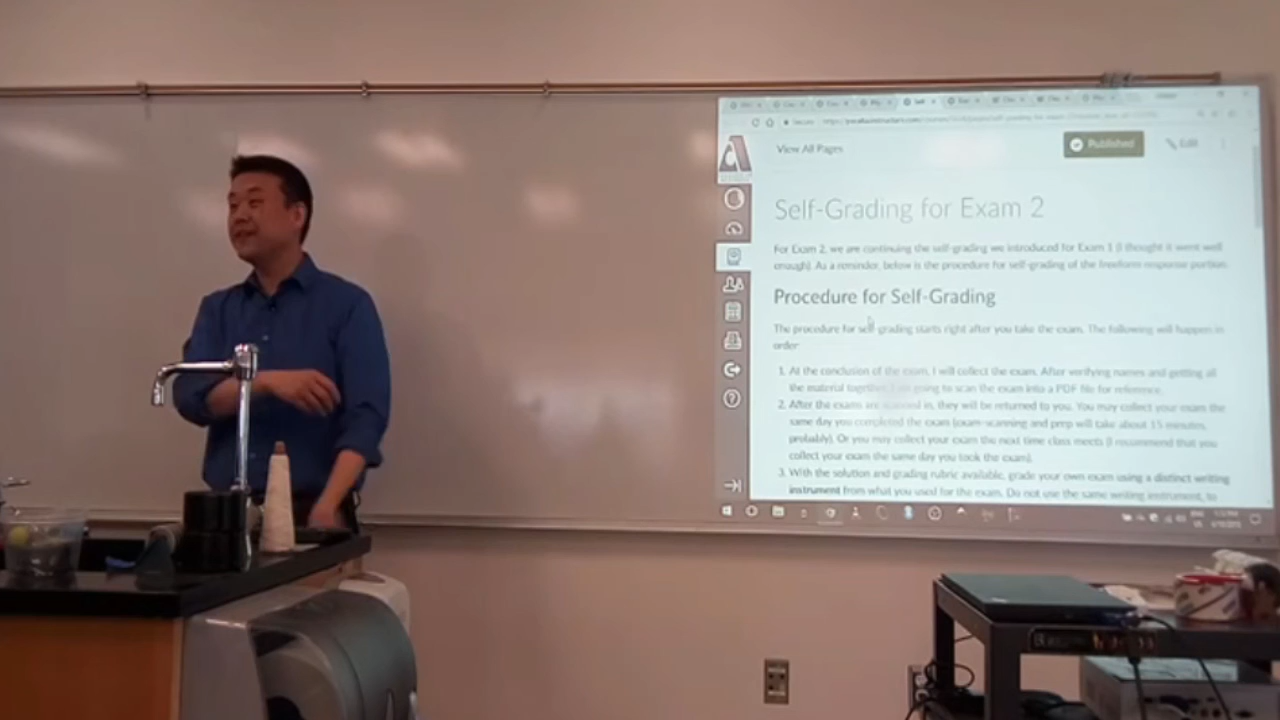 View All Pages
Published
Edit
Self-Grading for Exam 2
For Exam 2, we are continuing the self-grading we introduced for Exam 1 (I thought it went well
enough). As a reminder, below is the procedure for self-grading of the freeform response portion.
Procedure for Self-Grading
The procedure for self-grading starts right after you take the exam. The following will happen in
order:
1. At the conclusion of the exam, I will collect the exam. After verifying names and getting all
the material together, I am going to scan the exam into a PDF file for reference.
2. After the exams are scanned in, they will be returned to you. You may collect your exam the
same day you completed the exam (exam-scanning and prep will take about 15 minutes,
probably). Or you may collect your exam the next time class meets (I recommend that you
collect your exam the same day you took the exam).
3. With the solution and grading rubric available, grade your own exam using a distinct writing
instrument from what you used for the exam. Do not use the same writing instrument, to